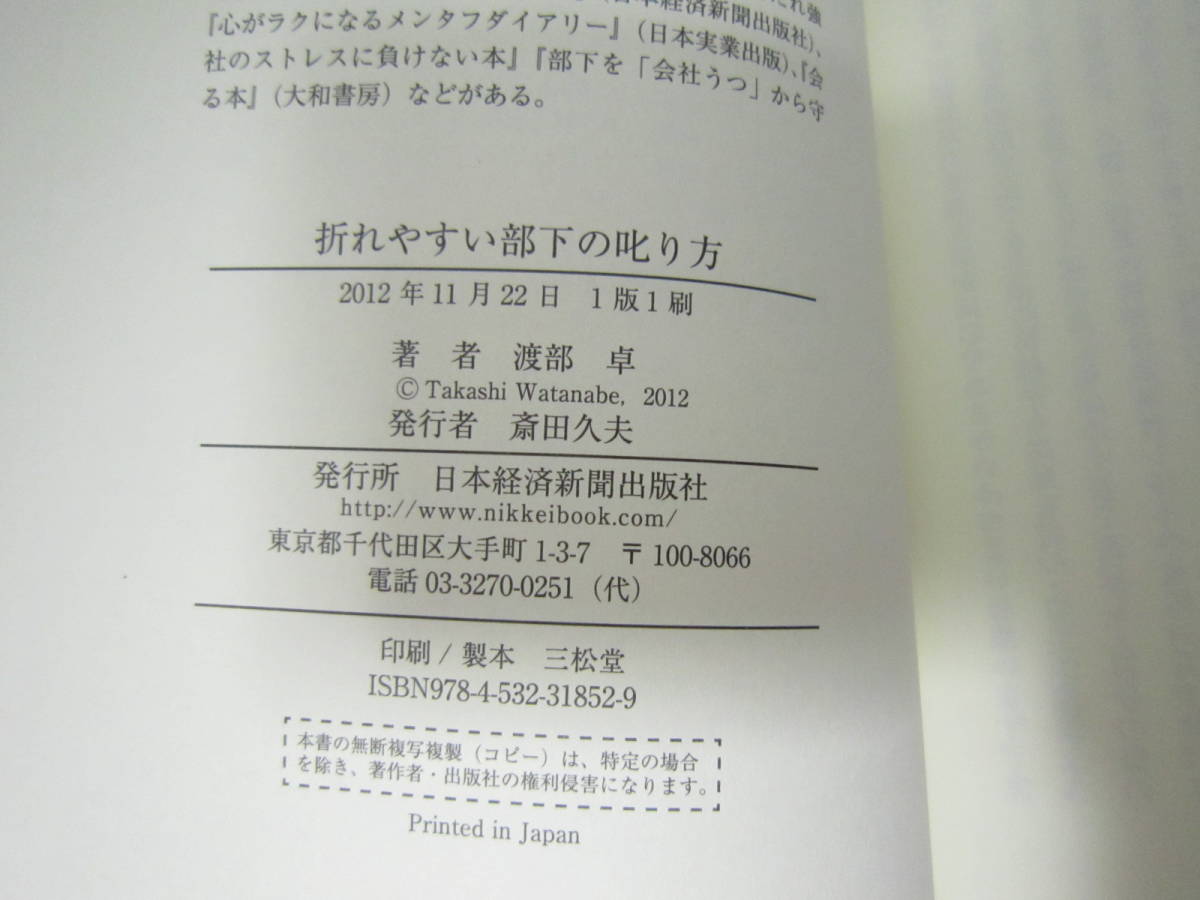 日本経済新聞出版社）、
『心がラクになるメンタフダイアリー』（日本実業出版）、『会
社のストレスに負けない本』『部下を「会社うつ」から守
る本』（大和書房）などがある。
折れやすい部下の叱り方
2012年11月22日　1版1刷
著　者　渡部　卓
© Takashi Watanabe, 2012
発行者　斎田久夫
発行所　日本経済新聞出版社
http://www.nikkeibook.com/
東京都千代田区大手町1-3-7　〒100-8066
電話03-3270-0251（代）
印刷/製本　三松堂
ISBN978-4-532-31852-9
本書の無断複写複製（コピー）は、特定の場合
を除き、著作者・出版社の権利侵害になります。
Printed in Japan